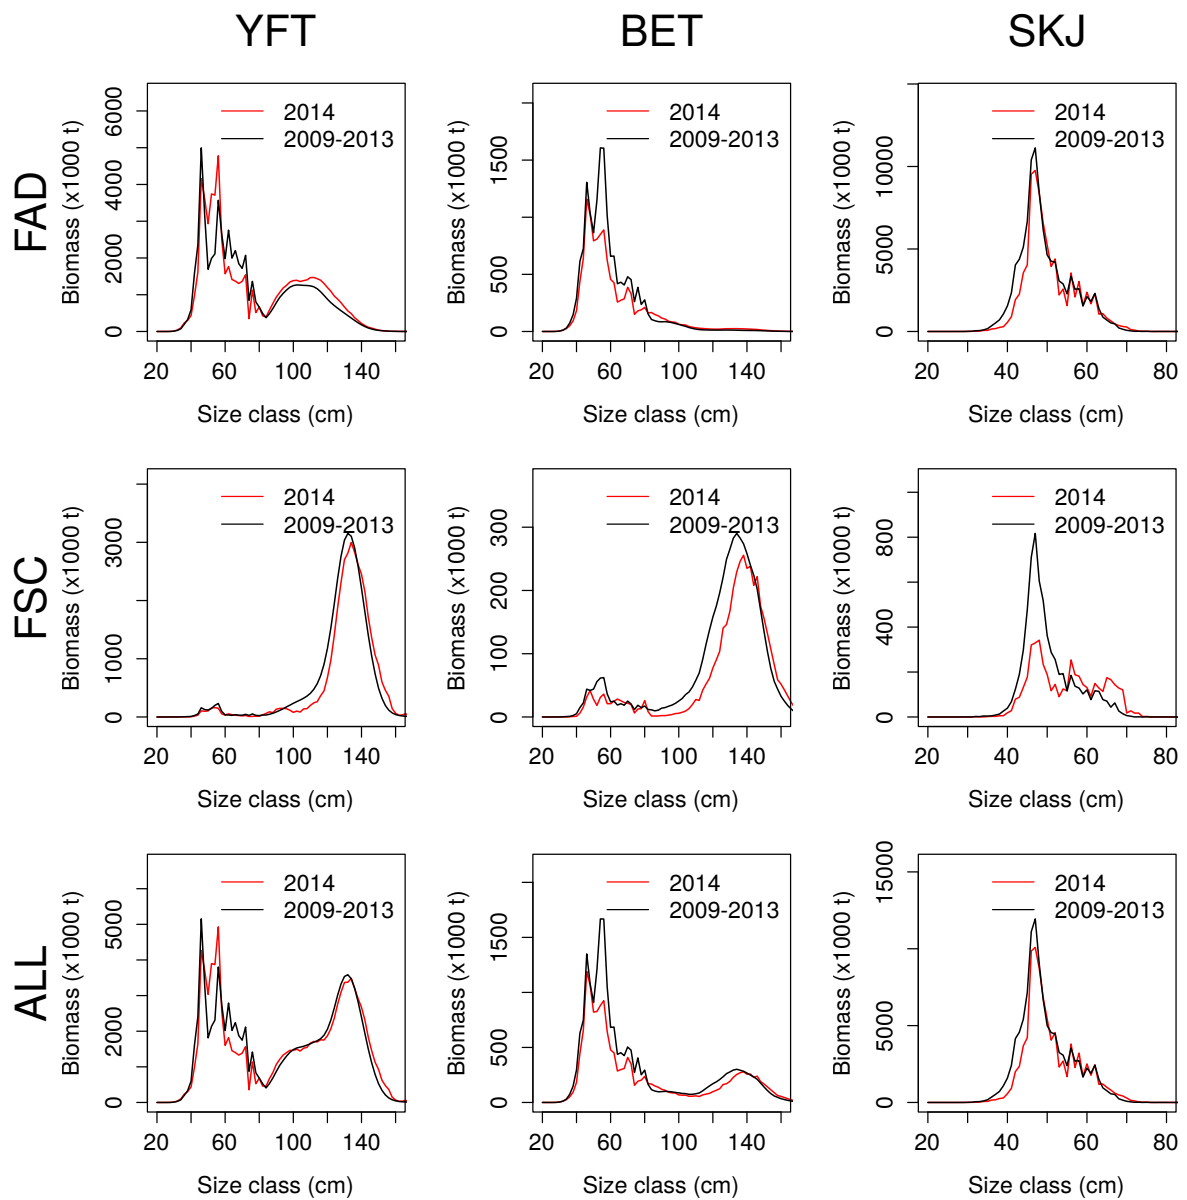 YFT BET SKJ
FAD
Biomass (x1000 t)
0 2000 4000 6000
2014
2009-2013
20 60 100 140
Size class (cm)
Biomass (x1000 t)
0 500 1500
2014
2009-2013
20 60 100 140
Size class (cm)
Biomass (x1000 t)
0 5000 10000
2014
2009-2013
20 40 60 80
Size class (cm)
FSC
Biomass (x1000 t)
0 1000 3000
2014
2009-2013
20 60 100 140
Size class (cm)
Biomass (x1000 t)
0 100 200 300
2014
2009-2013
20 60 100 140
Size class (cm)
Biomass (x1000 t)
0 400 800
2014
2009-2013
20 40 60 80
Size class (cm)
ALL
Biomass (x1000 t)
0 2000 5000
2014
2009-2013
20 60 100 140
Size class (cm)
Biomass (x1000 t)
0 500 1500
2014
2009-2013
20 60 100 140
Size class (cm)
Biomass (x1000 t)
0 5000 15000
2014
2009-2013
20 40 60 80
Size class (cm)